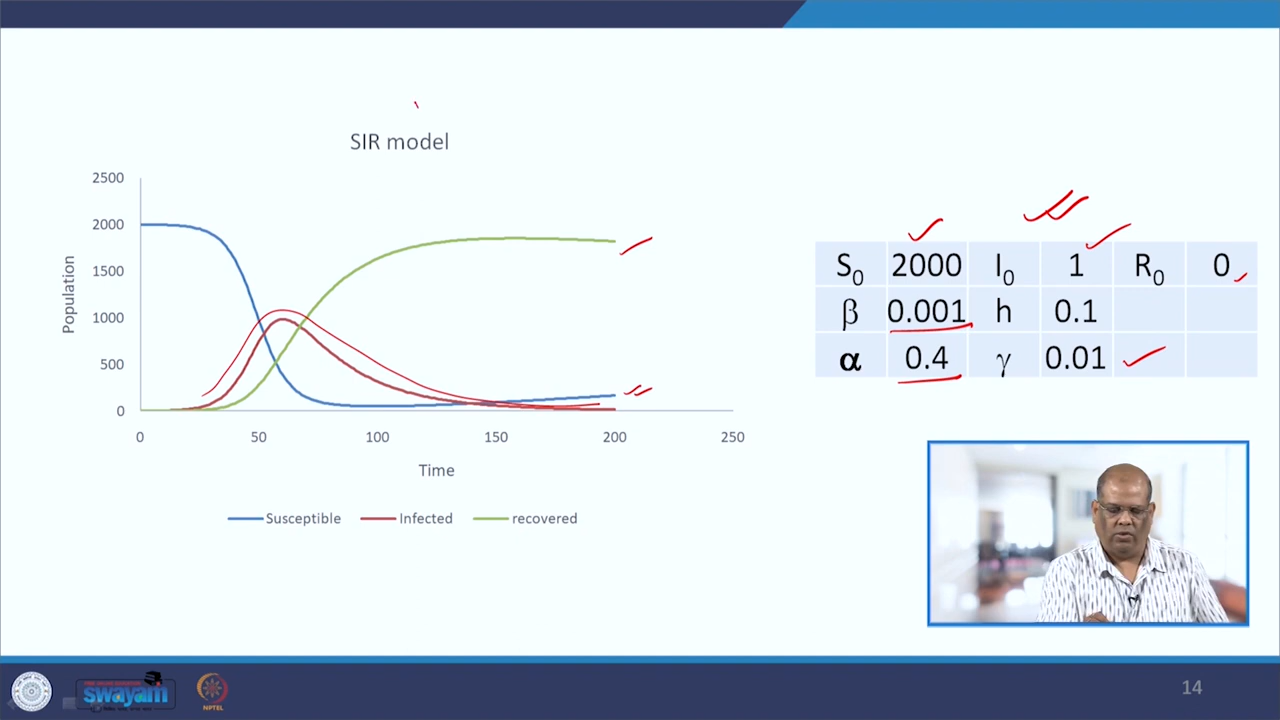 SIR model
2500
2000
1500
1000
500
0
Population
0 50 100 150 200 250
Time
Susceptible Infected recovered
S0 2000 I0 1 R0 0
β 0.001 h 0.1
α 0.4 γ 0.01
swayam
NPTEL
14